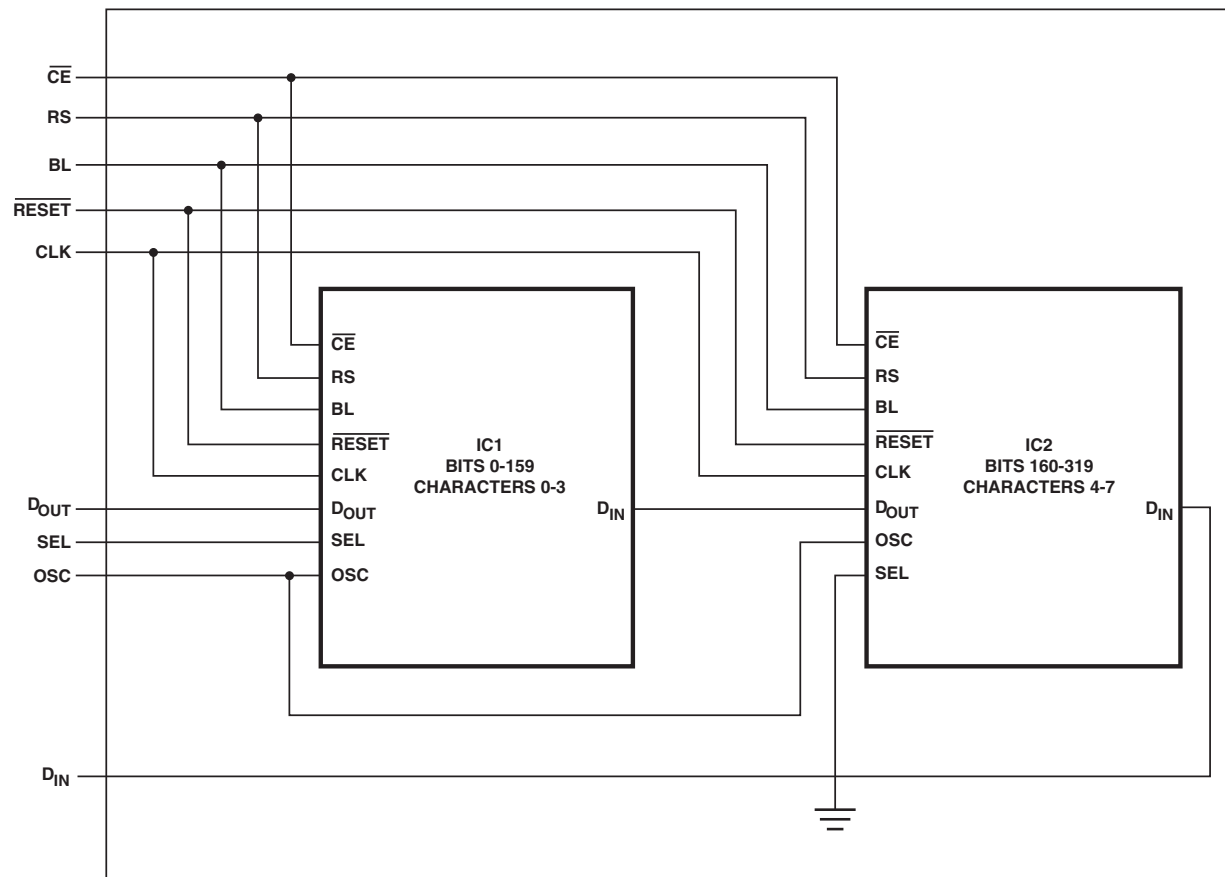 CE
RS
BL
RESET
CLK
DOUT
SEL
OSC
DIN
CE
RS
BL
RESET
CLK
DOUT
SEL
OSC
IC1
BITS 0-159
CHARACTERS 0-3
DIN
CE
RS
BL
RESET
CLK
DOUT
OSC
SEL
IC2
BITS 160-319
CHARACTERS 4-7
DIN